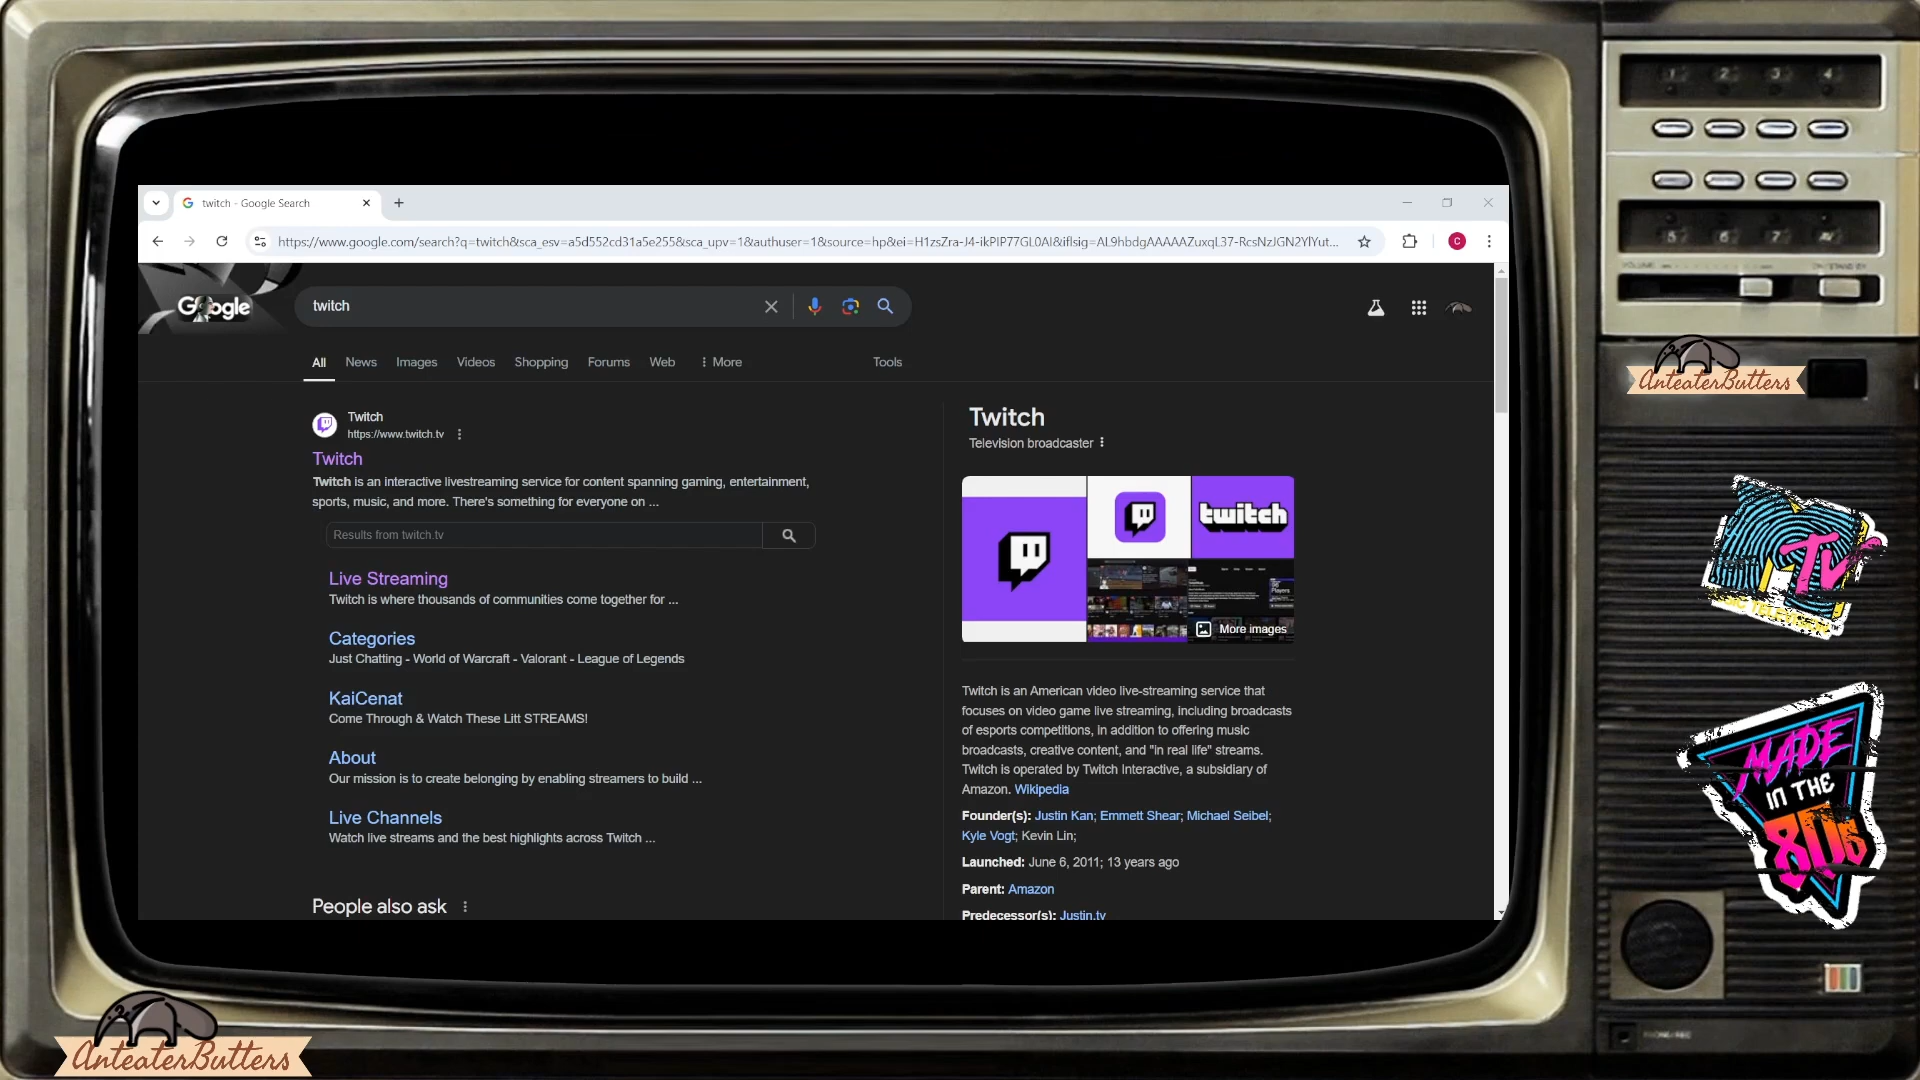 1 2 3 4
twitch - Google Search
https://www.google.com/search?q=twitch&sca_esv=a5d552cd31a5e255&sca_upv=1&authuser=1&source=hp&ei=H1zsZra-J4-ikPIP77GL0AI&iflsig=AL9hbdgAAAAAZuxqL37-RcsNzJGN2YlYut...
C
Google
twitch
All News Images Videos Shopping Forums Web More Tools
Twitch
https://www.twitch.tv
Twitch
Twitch is an interactive livestreaming service for content spanning gaming, entertainment,
sports, music, and more. There's something for everyone on ...
Results from twitch.tv
Live Streaming
Twitch is where thousands of communities come together for ...
Categories
Just Chatting - World of Warcraft - Valorant - League of Legends
KaiCenat
Come Through & Watch These Litt STREAMS!
About
Our mission is to create belonging by enabling streamers to build ...
Live Channels
Watch live streams and the best highlights across Twitch ...
People also ask
Twitch
Television broadcaster
twitch
More images
Twitch is an American video live-streaming service that
focuses on video game live streaming, including broadcasts
of esports competitions, in addition to offering music
broadcasts, creative content, and "in real life" streams.
Twitch is operated by Twitch Interactive, a subsidiary of
Amazon. Wikipedia
Founder(s): Justin Kan; Emmett Shear; Michael Seibel;
Kyle Vogt; Kevin Lin;
Launched: June 6, 2011; 13 years ago
Parent: Amazon
Predecessor(s): Justin.tv
5 6 7
AnteaterButters
MTV
MUSIC TELEVISION
MADE
IN THE
80s
AnteaterButters